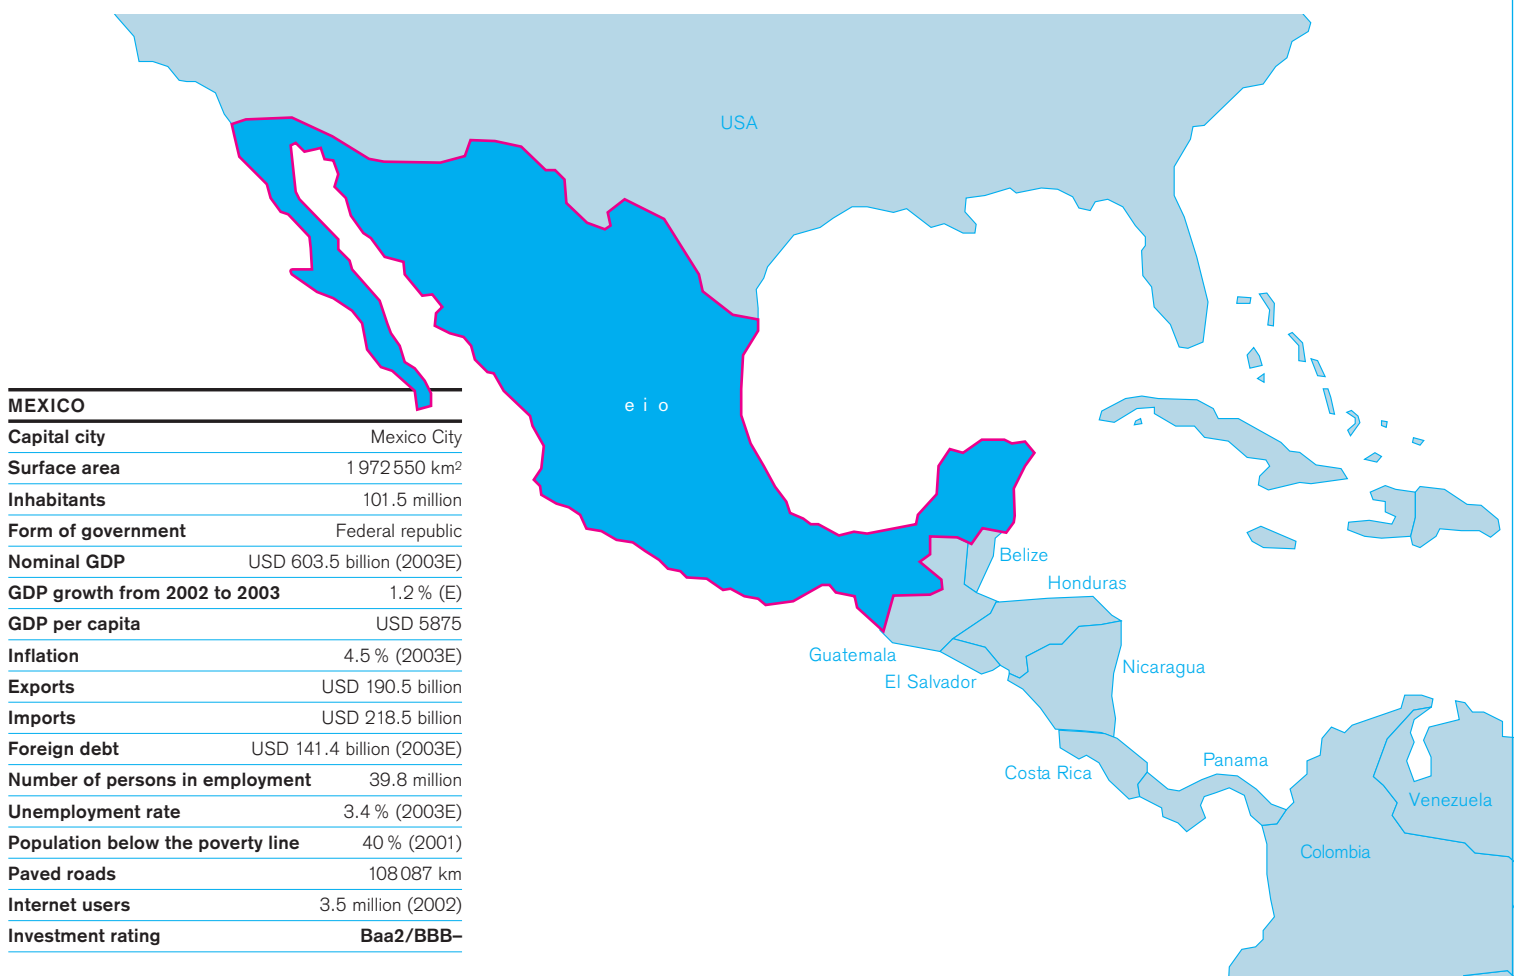 USA
e i o
MEXICO
Capital city Mexico City
Surface area 1 972 550 km²
Inhabitants 101.5 million
Form of government Federal republic
Nominal GDP USD 603.5 billion (2003E)
GDP growth from 2002 to 2003 1.2 % (E)
GDP per capita USD 5875
Inflation 4.5 % (2003E)
Exports USD 190.5 billion
Imports USD 218.5 billion
Foreign debt USD 141.4 billion (2003E)
Number of persons in employment 39.8 million
Unemployment rate 3.4 % (2003E)
Population below the poverty line 40 % (2001)
Paved roads 108 087 km
Internet users 3.5 million (2002)
Investment rating Baa2/BBB–
Belize
Honduras
Guatemala
El Salvador
Nicaragua
Costa Rica
Panama
Venezuela
Colombia